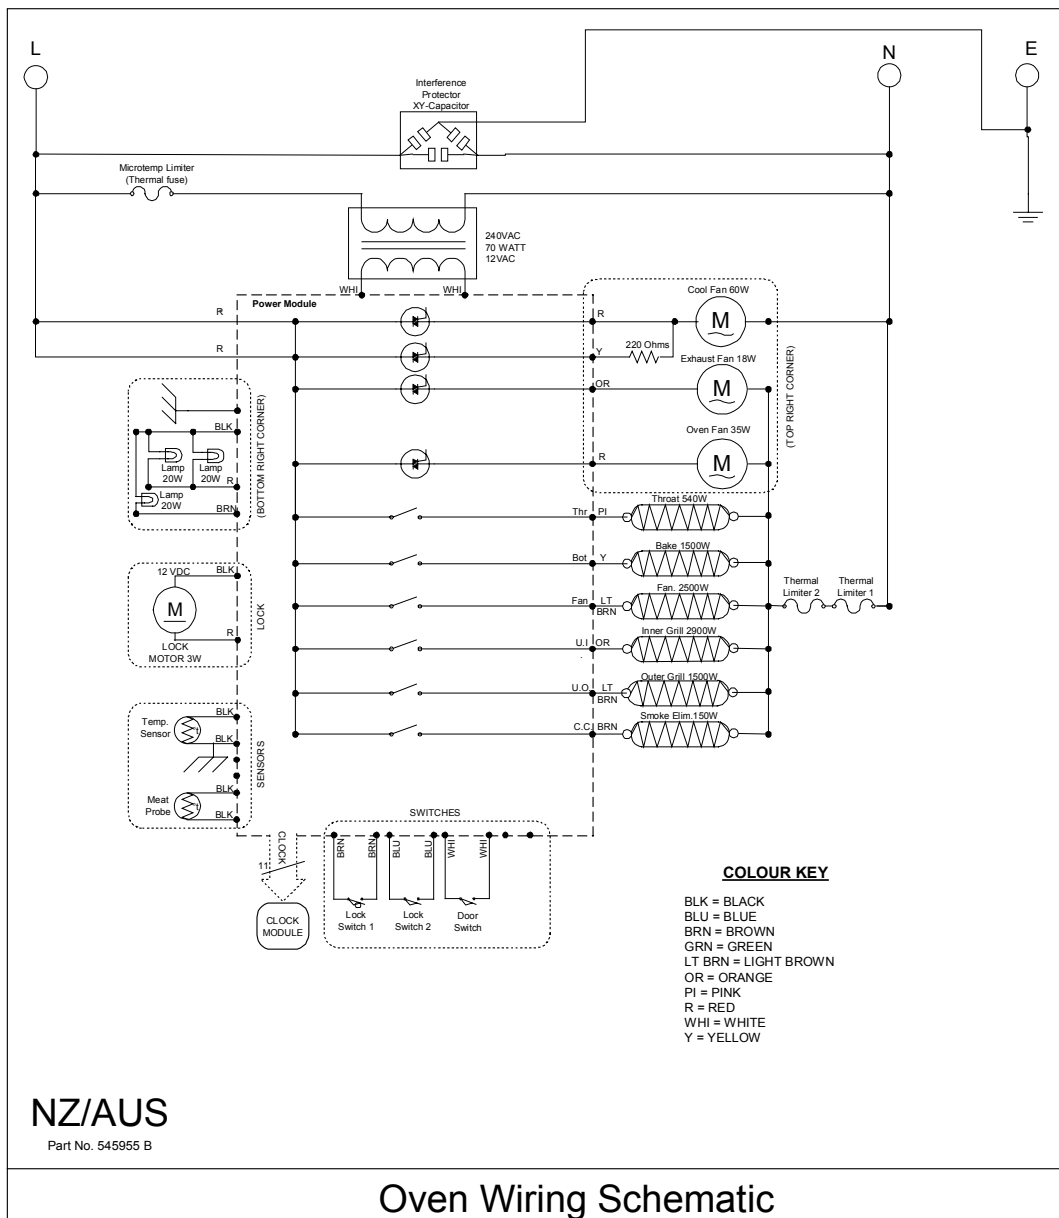 L
N
E
Interference
Protector
XY-Capacitor
Microtemp Limiter
(Thermal fuse)
240VAC
70 WATT
12VAC
WHI
WHI
Power Module
Cool Fan 60W
R
R
M
220 Ohms
R
Y
Exhaust Fan 18W
OR
M
(TOP RIGHT CORNER)
Oven Fan 35W
R
M
BLK
Lamp
20W
Lamp
20W
R
Lamp
20W
BRN
(BOTTOM RIGHT CORNER)
Throat 540W
Thr
PI
Bake 1500W
Bot
Y
Fan. 2500W
Fan
LT
BRN
Thermal
Limiter 2
Thermal
Limiter 1
Inner Grill 2900W
U.I
OR
Outer Grill 1500W
U.O.
LT
BRN
Smoke Elim.150W
C.C.
BRN
12 VDC
BLK
M
R
LOCK
MOTOR 3W
LOCK
BLK
Temp.
Sensor
t
BLK
BLK
Meat
Probe
t
BLK
SENSORS
SWITCHES
CLOCK
11
CLOCK
MODULE
BRN
BRN
BLU
BLU
WHI
WHI
Lock
Switch 1
Lock
Switch 2
Door
Switch
COLOUR KEY
BLK = BLACK
BLU = BLUE
BRN = BROWN
GRN = GREEN
LT BRN = LIGHT BROWN
OR = ORANGE
PI = PINK
R = RED
WHI = WHITE
Y = YELLOW
NZ/AUS
Part No. 545955 B
Oven Wiring Schematic